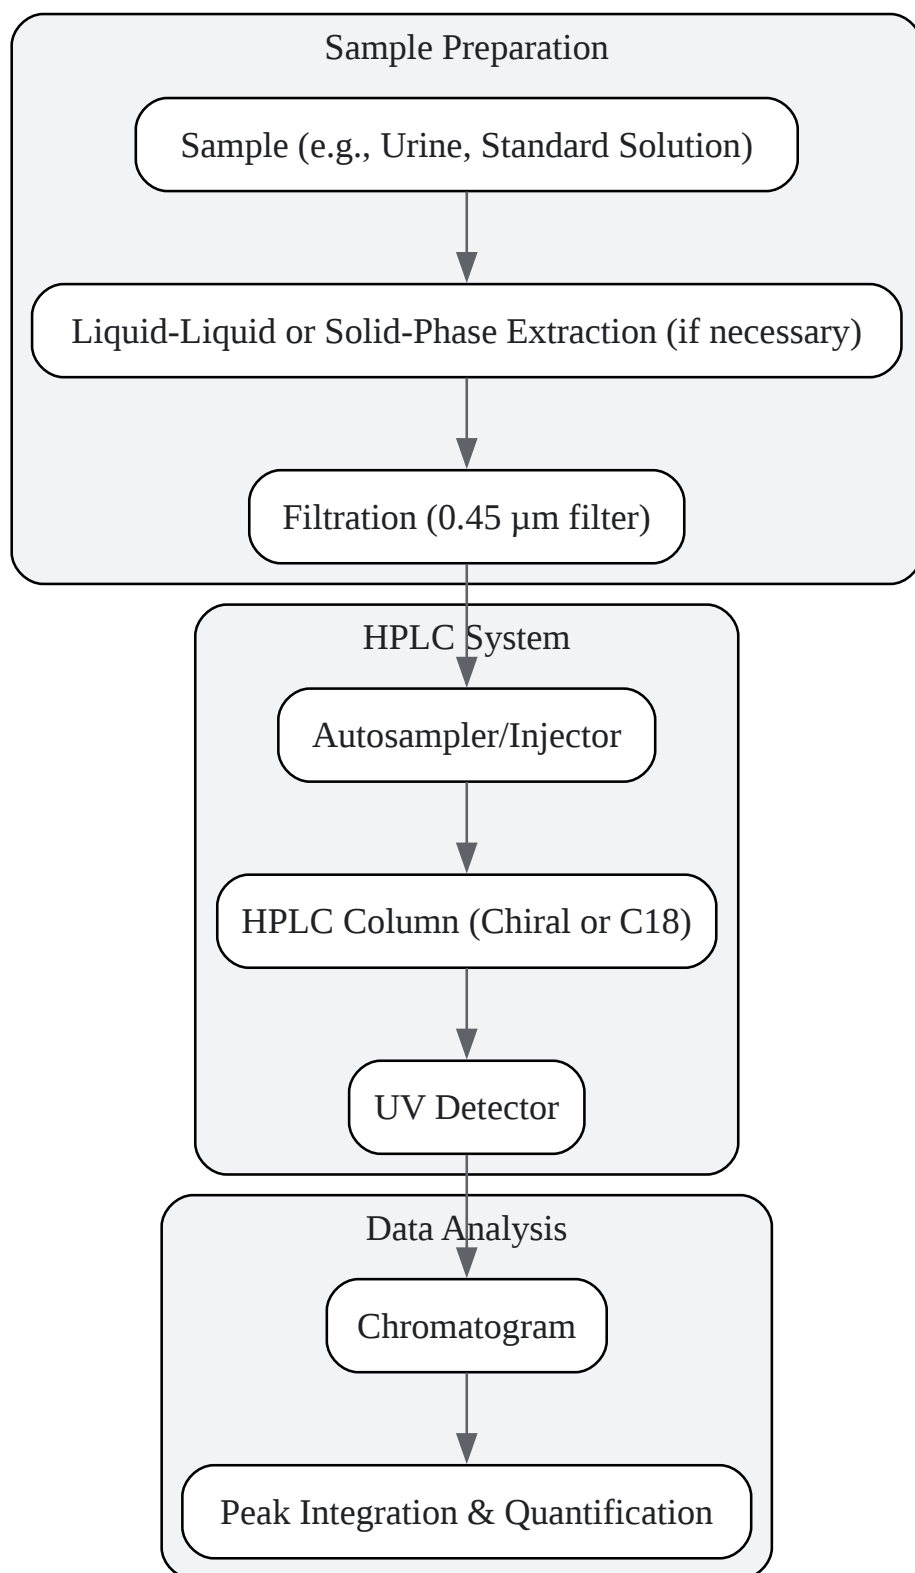 Sample Preparation
Sample (e.g., Urine, Standard Solution)
Liquid-Liquid or Solid-Phase Extraction (if necessary)
Filtration (0.45 µm filter)
HPLC System
Autosampler/Injector
HPLC Column (Chiral or C18)
UV Detector
Data Analysis
Chromatogram
Peak Integration & Quantification